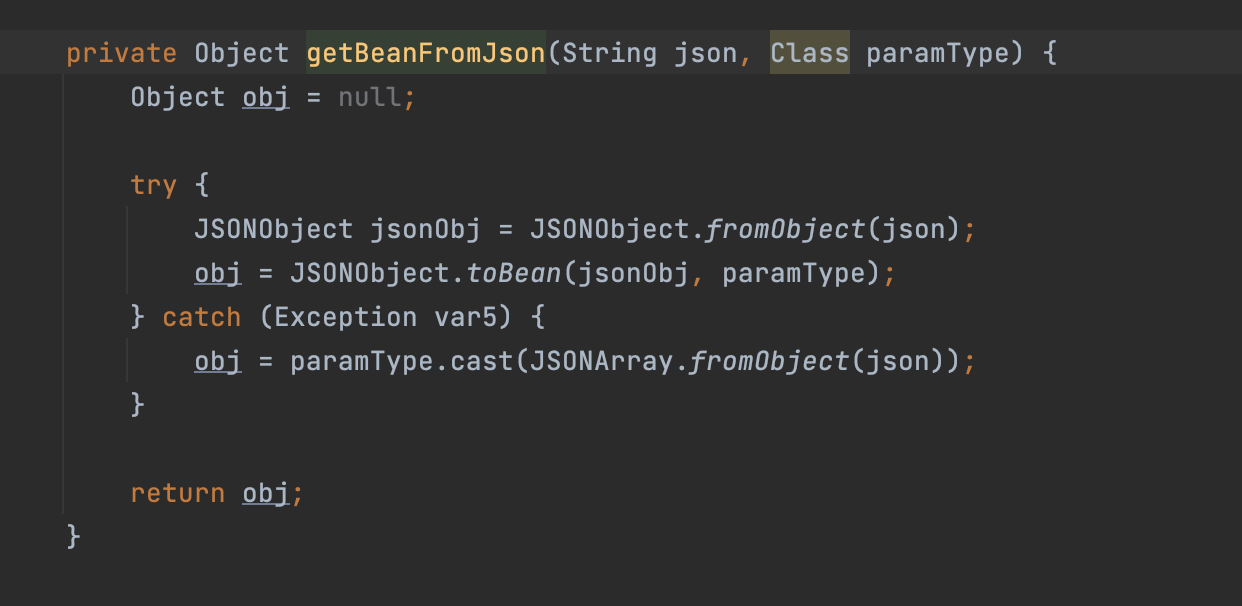 private Object getBeanFromJson(String json, Class paramType) {
Object obj = null;
try {
JSONObject jsonObj = JSONObject.fromObject(json);
obj = JSONObject.toBean(jsonObj, paramType);
} catch (Exception var5) {
obj = paramType.cast(JSONArray.fromObject(json));
}
return obj;
}